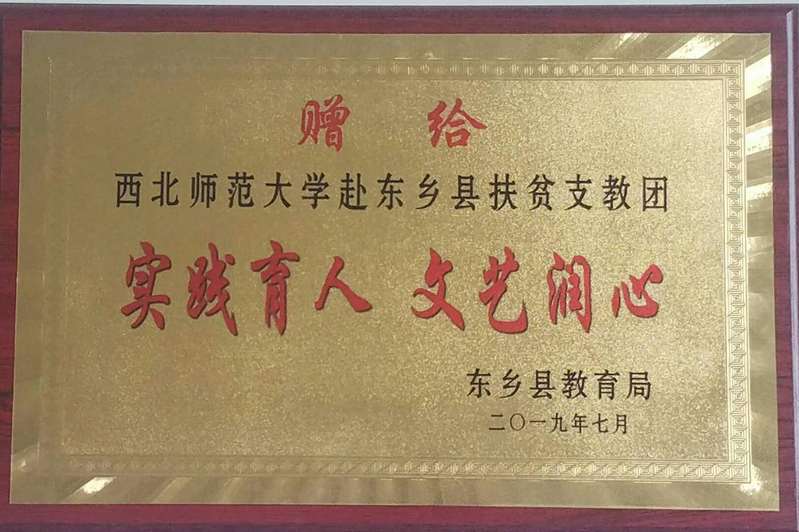 赠 给
西北师范大学赴东乡县扶贫支教团
实践育人 文艺润心
东乡县教育局
二〇一九年七月